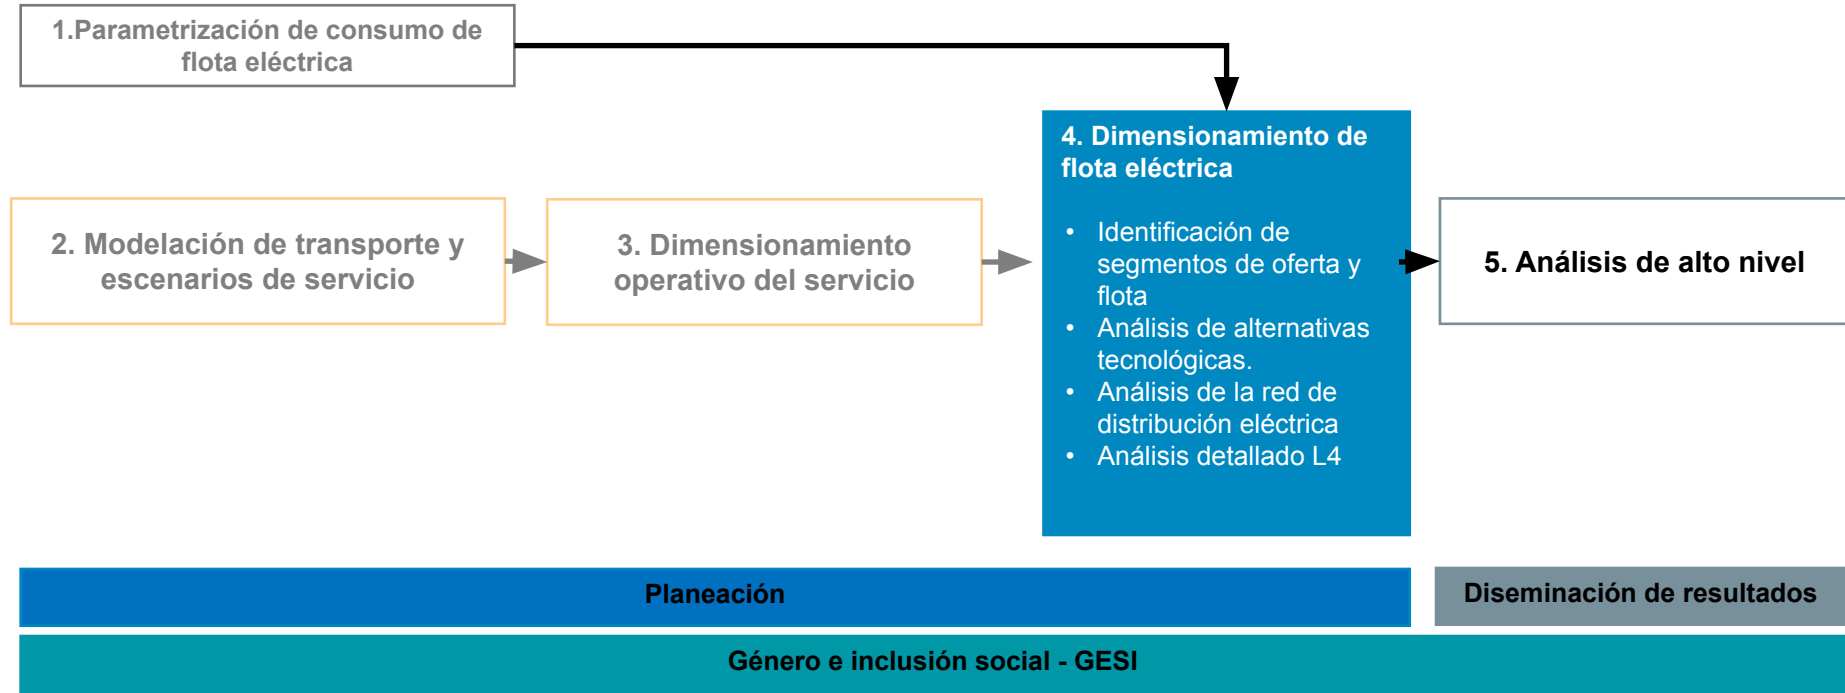 1.Parametrización de consumo de
flota eléctrica
2. Modelación de transporte y
escenarios de servicio
3. Dimensionamiento
operativo del servicio
4. Dimensionamiento de
flota eléctrica
• Identificación de
segmentos de oferta y
flota
• Análisis de alternativas
tecnológicas.
• Análisis de la red de
distribución eléctrica
• Análisis detallado L4
5. Análisis de alto nivel
Planeación
Diseminación de resultados
Género e inclusión social - GESI